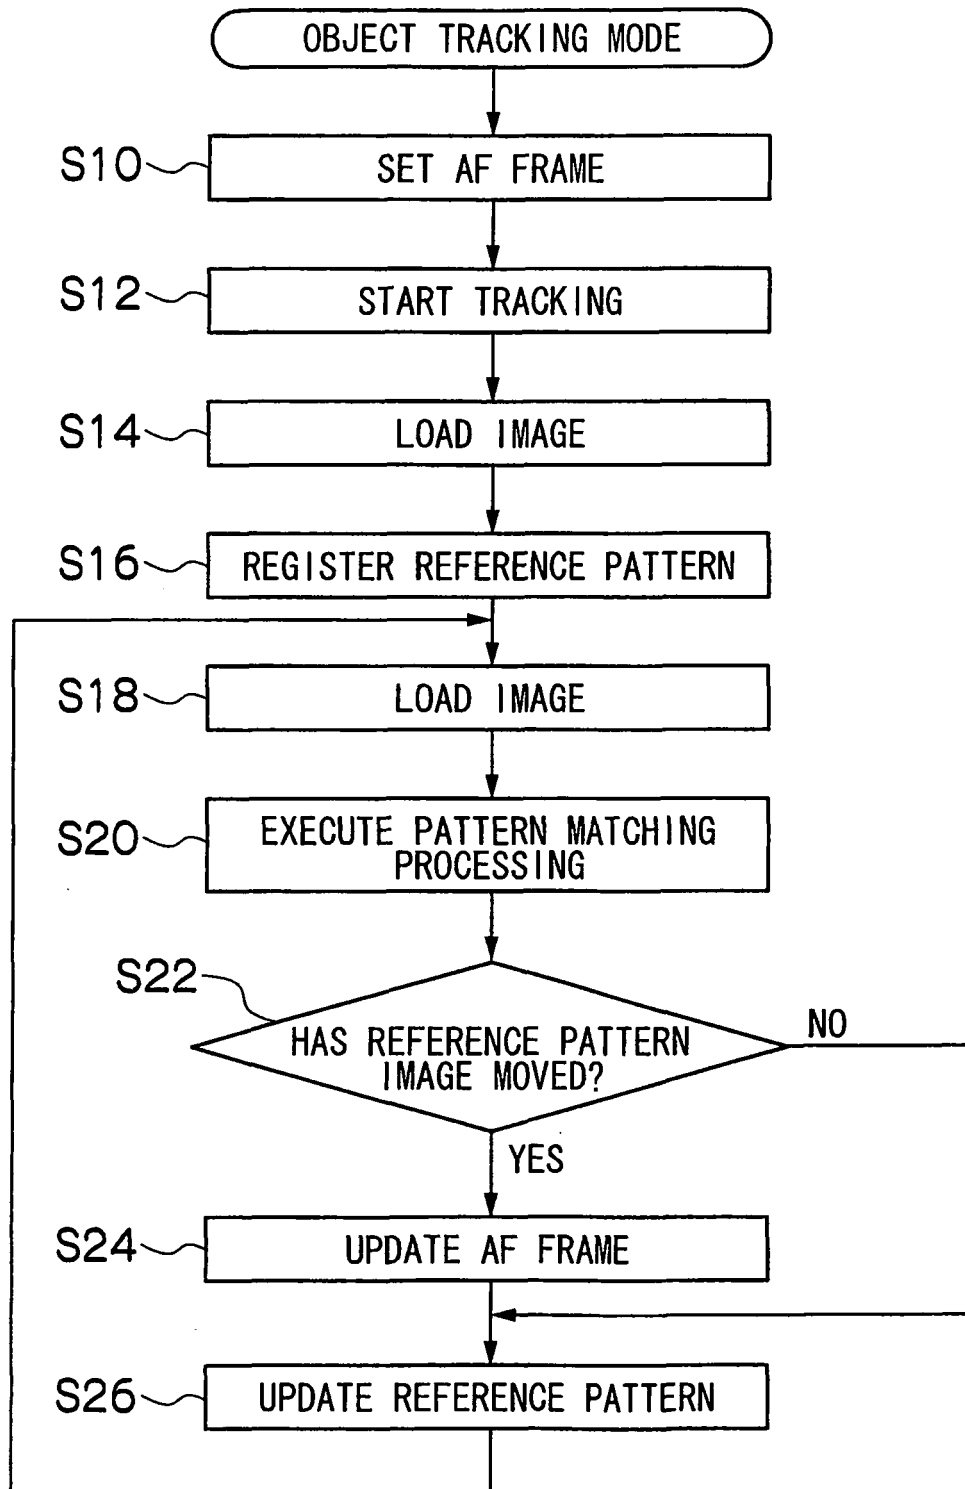 OBJECT TRACKING MODE
S10
SET AF FRAME
S12
START TRACKING
S14
LOAD IMAGE
S16
REGISTER REFERENCE PATTERN
S18
LOAD IMAGE
S20
EXECUTE PATTERN MATCHING
PROCESSING
S22
HAS REFERENCE PATTERN
IMAGE MOVED?
NO
YES
S24
UPDATE AF FRAME
S26
UPDATE REFERENCE PATTERN